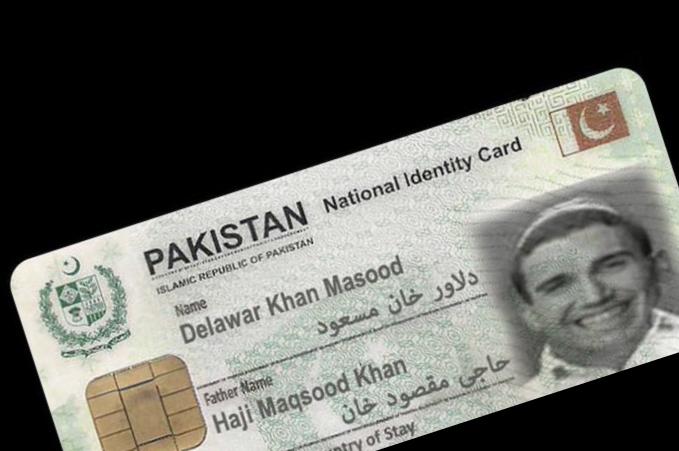 PAKISTAN National Identity Card
ISLAMIC REPUBLIC OF PAKISTAN
Name
Delawar Khan Masood
دلاور خان مسعود
Father Name
Haji Maqsood Khan
حاجی مقصود خان
ntry of Stay